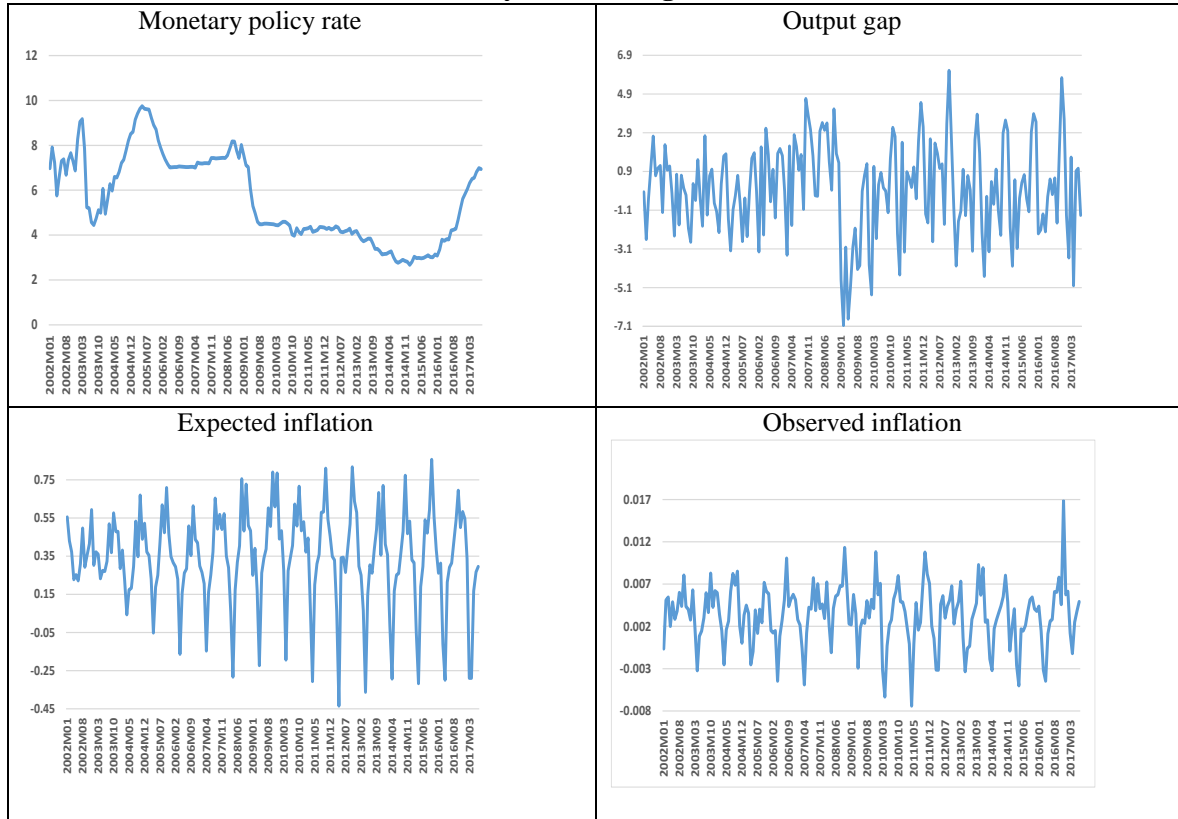 Monetary policy rate
12
10
8
6
4
2
0
2002M01
2002M08
2003M03
2003M10
2004M05
2004M12
2005M07
2006M02
2006M09
2007M04
2007M11
2008M06
2009M01
2009M08
2010M03
2010M10
2011M05
2011M12
2012M07
2013M02
2013M09
2014M04
2014M11
2015M06
2016M01
2016M08
2017M03
Output gap
6.9
4.9
2.9
0.9
-1.1
-3.1
-5.1
-7.1
2002M01
2002M08
2003M03
2003M10
2004M05
2004M12
2005M07
2006M02
2006M09
2007M04
2007M11
2008M06
2009M01
2009M08
2010M03
2010M10
2011M05
2011M12
2012M07
2013M02
2013M09
2014M04
2014M11
2015M06
2016M01
2016M08
2017M03
Expected inflation
0.75
0.55
0.35
0.15
-0.05
-0.25
-0.45
2002M01
2002M08
2003M03
2003M10
2004M05
2004M12
2005M07
2006M02
2006M09
2007M04
2007M11
2008M06
2009M01
2009M08
2010M03
2010M10
2011M05
2011M12
2012M07
2013M02
2013M09
2014M04
2014M11
2015M06
2016M01
2016M08
2017M03
Observed inflation
0.017
0.012
0.007
0.002
-0.003
-0.008
2002M01
2002M08
2003M03
2003M10
2004M05
2004M12
2005M07
2006M02
2006M09
2007M04
2007M11
2008M06
2009M01
2009M08
2010M03
2010M10
2011M05
2011M12
2012M07
2013M02
2013M09
2014M04
2014M11
2015M06
2016M01
2016M08
2017M03